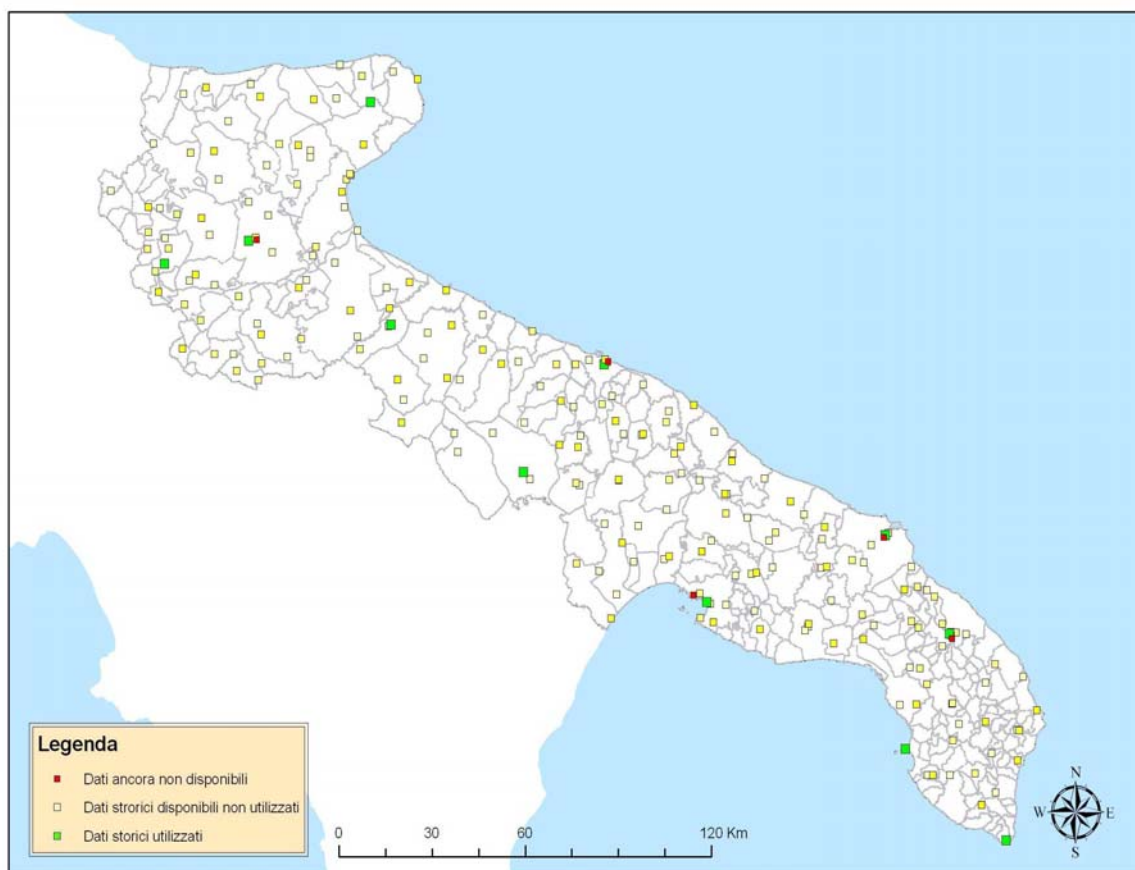 Legenda
Dati ancora non disponibili
Dati strorici disponibili non utilizzati
Dati storici utilizzati
0 30 60 120 Km
N
W E
S